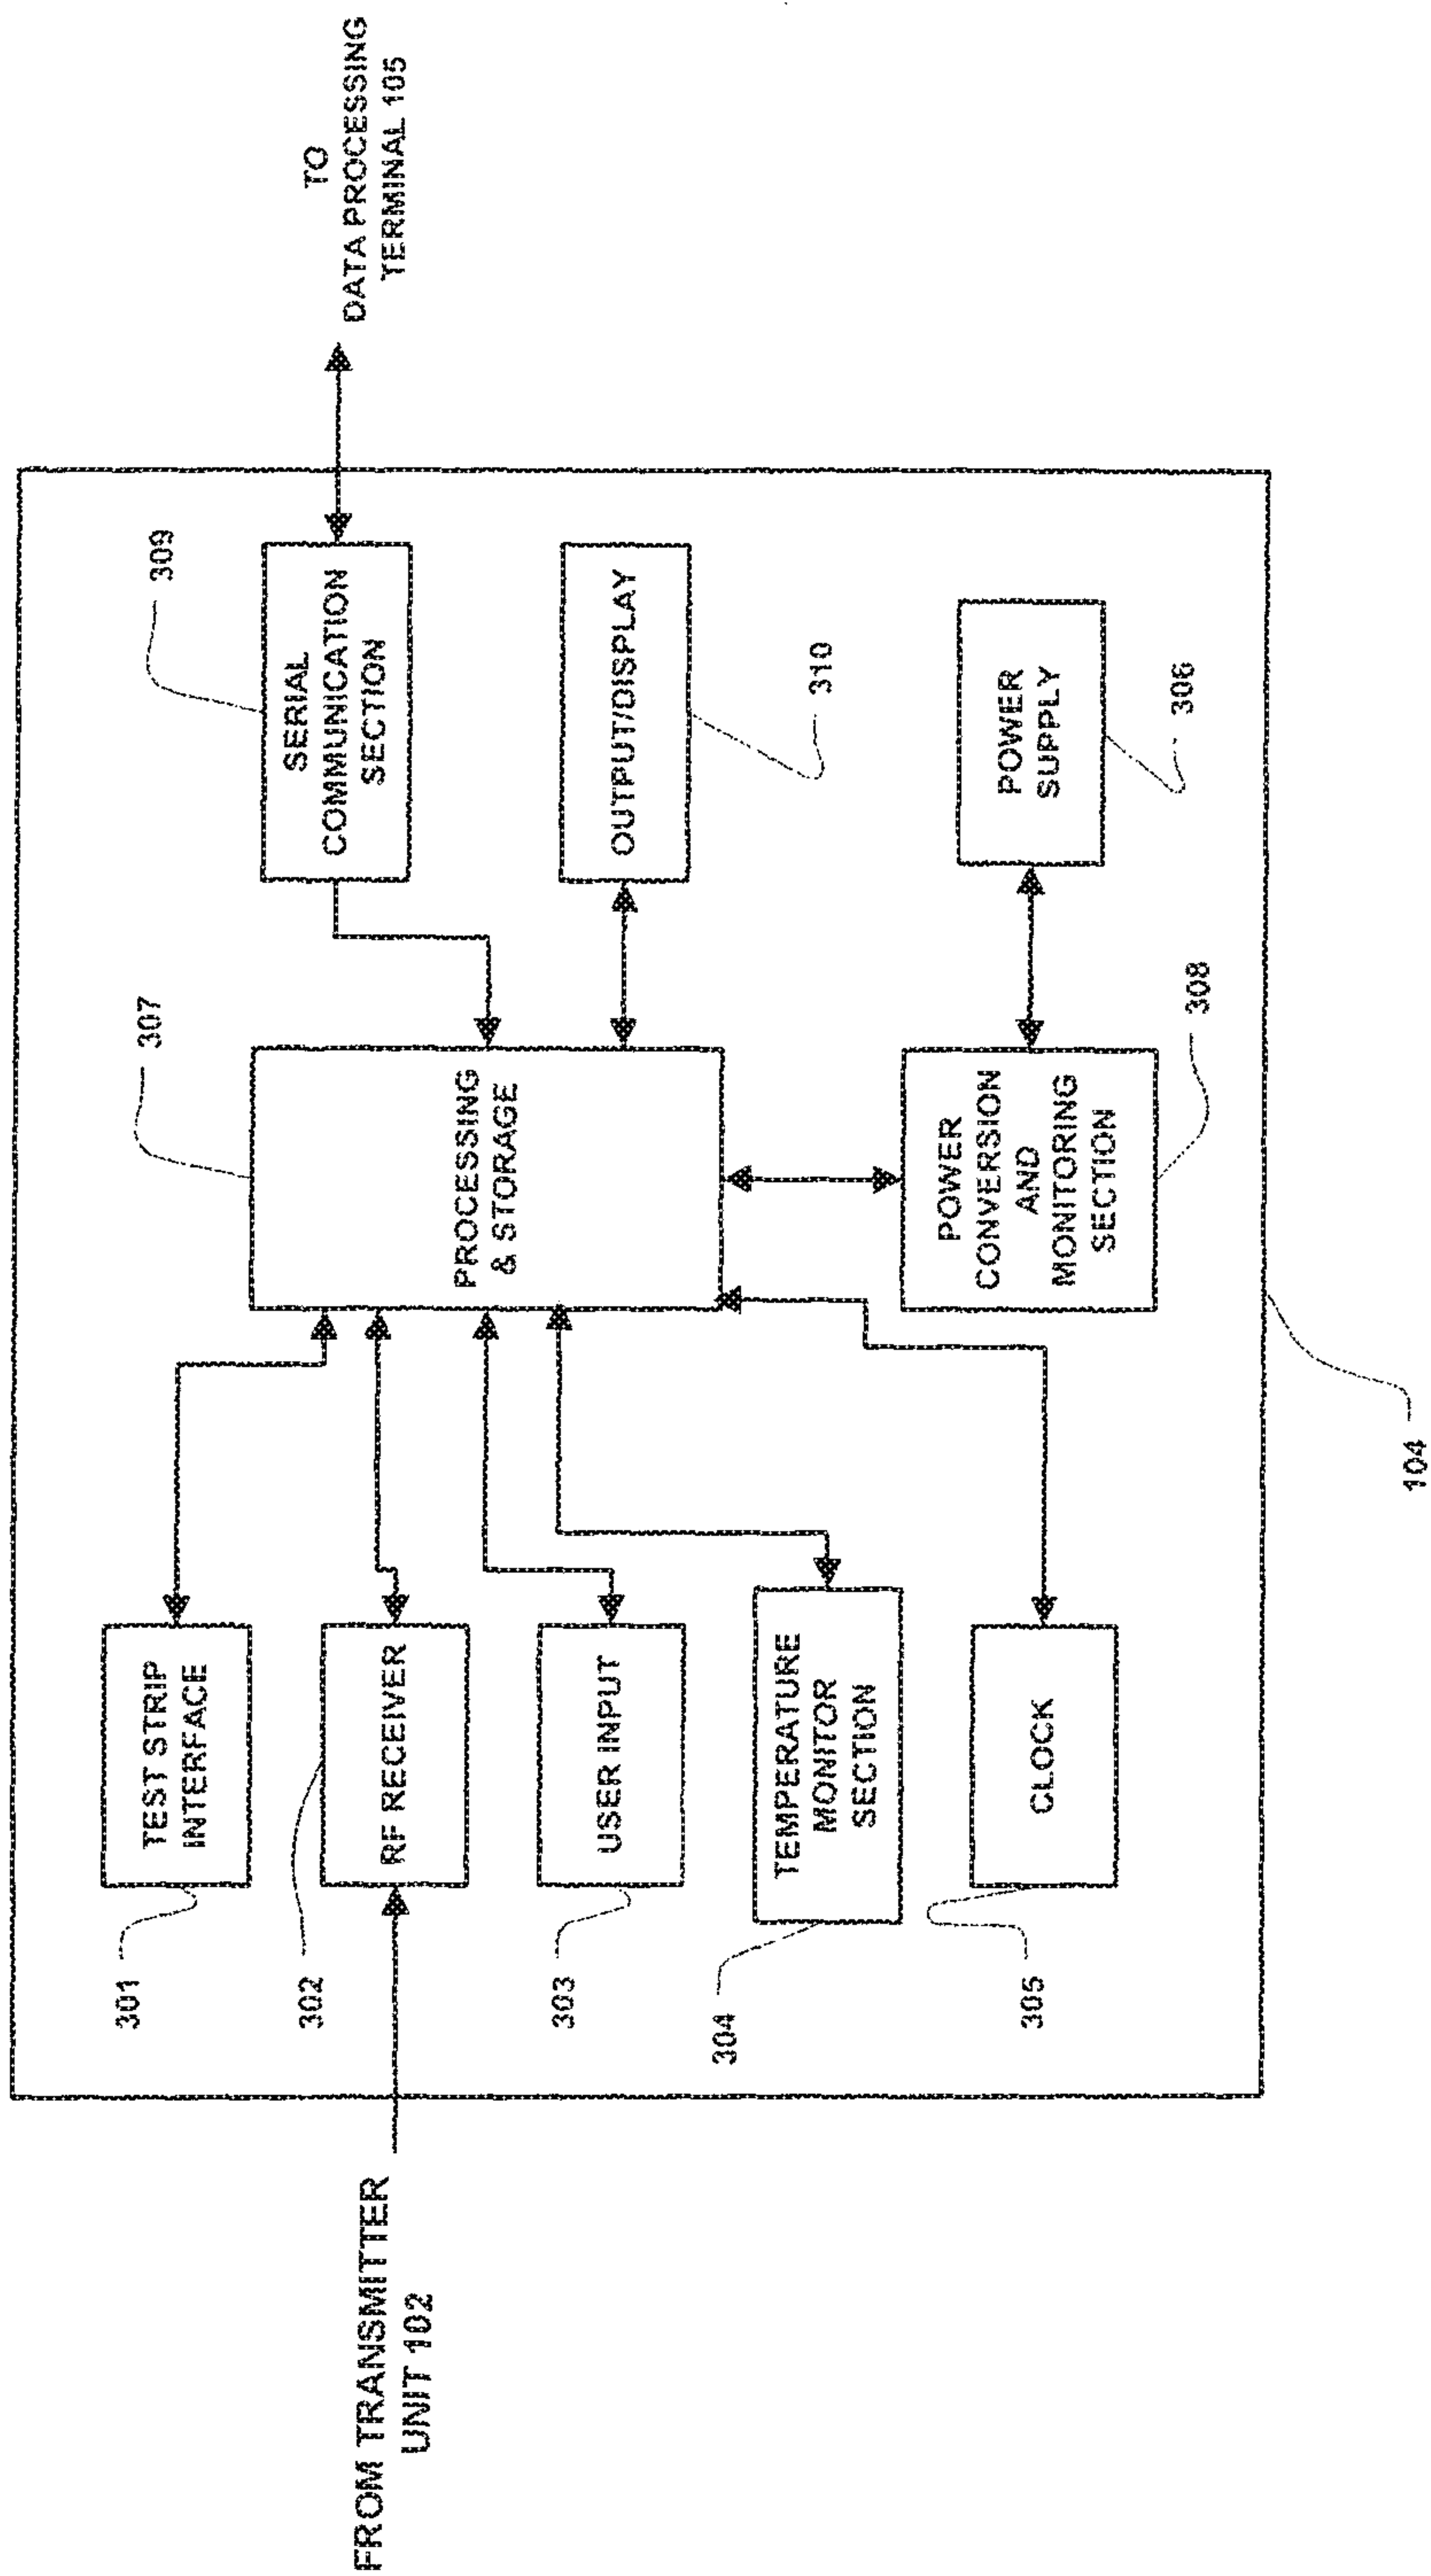 FROM TRANSMITTER
UNIT 102
301
TEST STRIP
INTERFACE
302
RF RECEIVER
303
USER INPUT
304
TEMPERATURE
MONITOR
SECTION
305
CLOCK
307
PROCESSING
& STORAGE
308
POWER
CONVERSION
AND
MONITORING
SECTION
309
SERIAL
COMMUNICATION
SECTION
OUTPUT/DISPLAY
310
POWER
SUPPLY
306
TO
DATA PROCESSING
TERMINAL 105
104